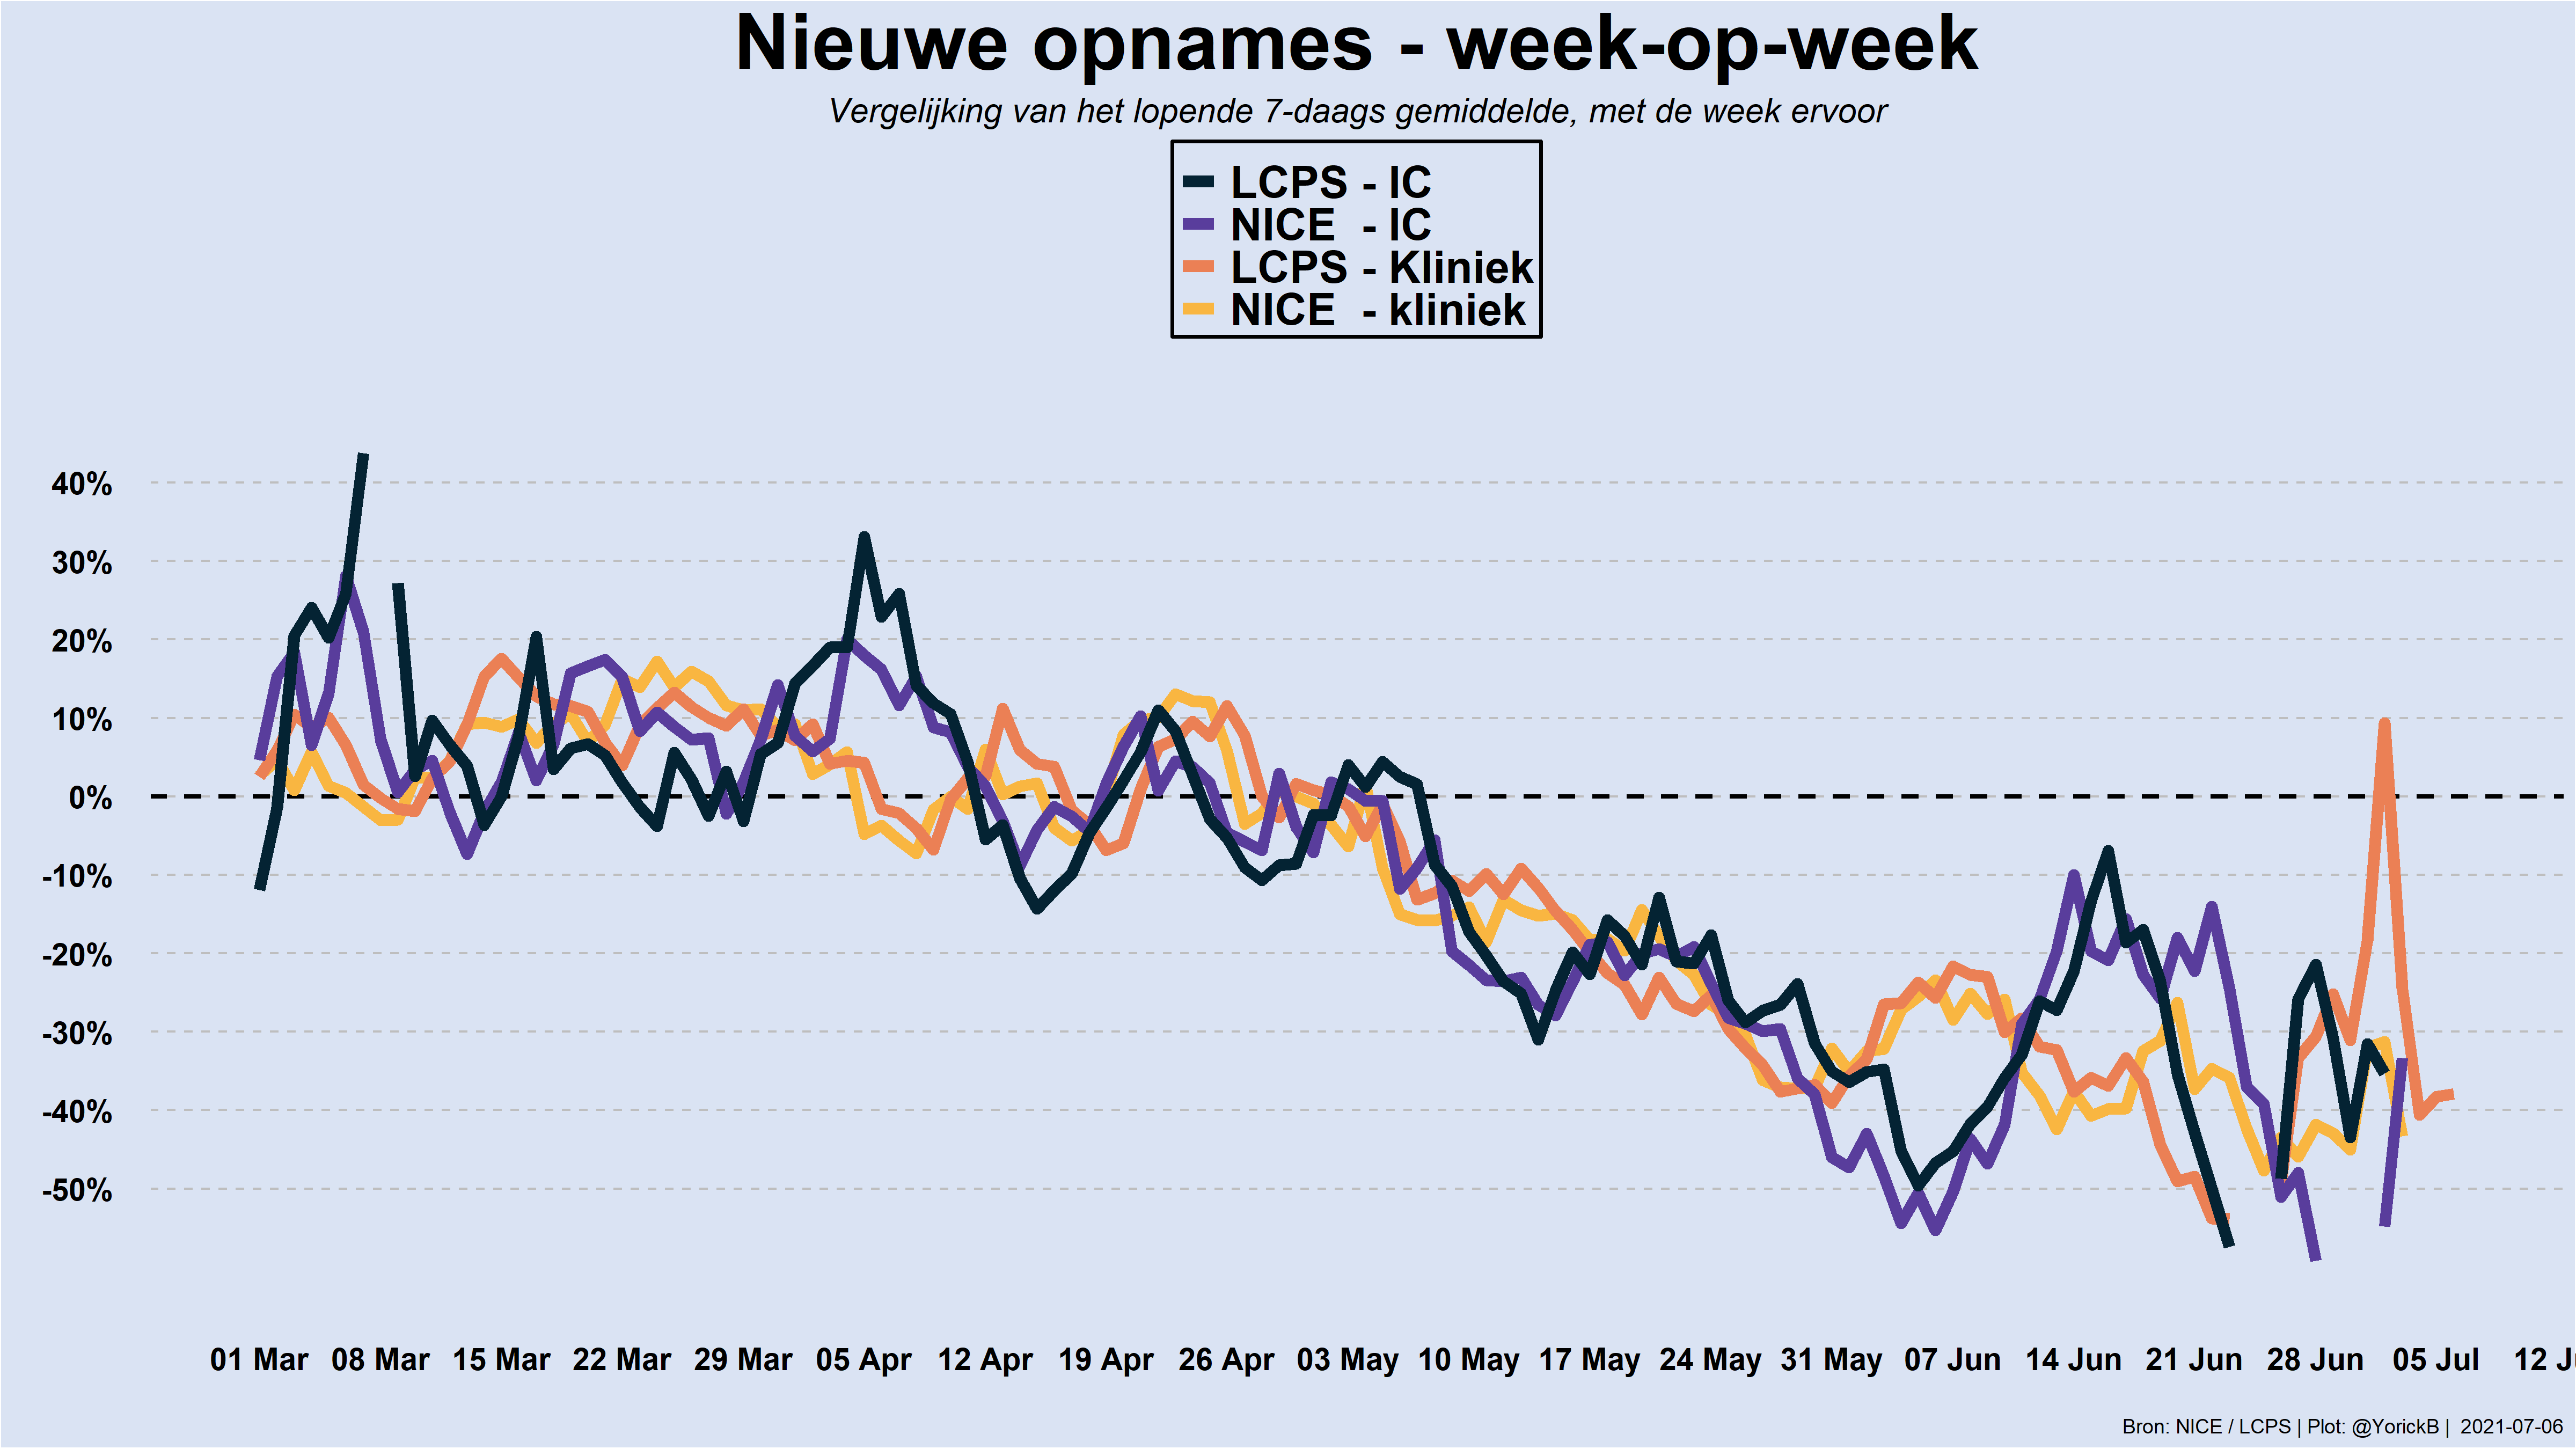 Nieuwe opnames - week-op-week
Vergelijking van het lopende 7-daags gemiddelde, met de week ervoor
LCPS - IC
NICE - IC
LCPS - Kliniek
NICE - kliniek
40%
30%
20%
10%
0%
-10%
-20%
-30%
-40%
-50%
01 Mar 08 Mar 15 Mar 22 Mar 29 Mar 05 Apr 12 Apr 19 Apr 26 Apr 03 May 10 May 17 May 24 May 31 May 07 Jun 14 Jun 21 Jun 28 Jun 05 Jul 12
Bron: NICE / LCPS | Plot: @YorickB | 2021-07-06